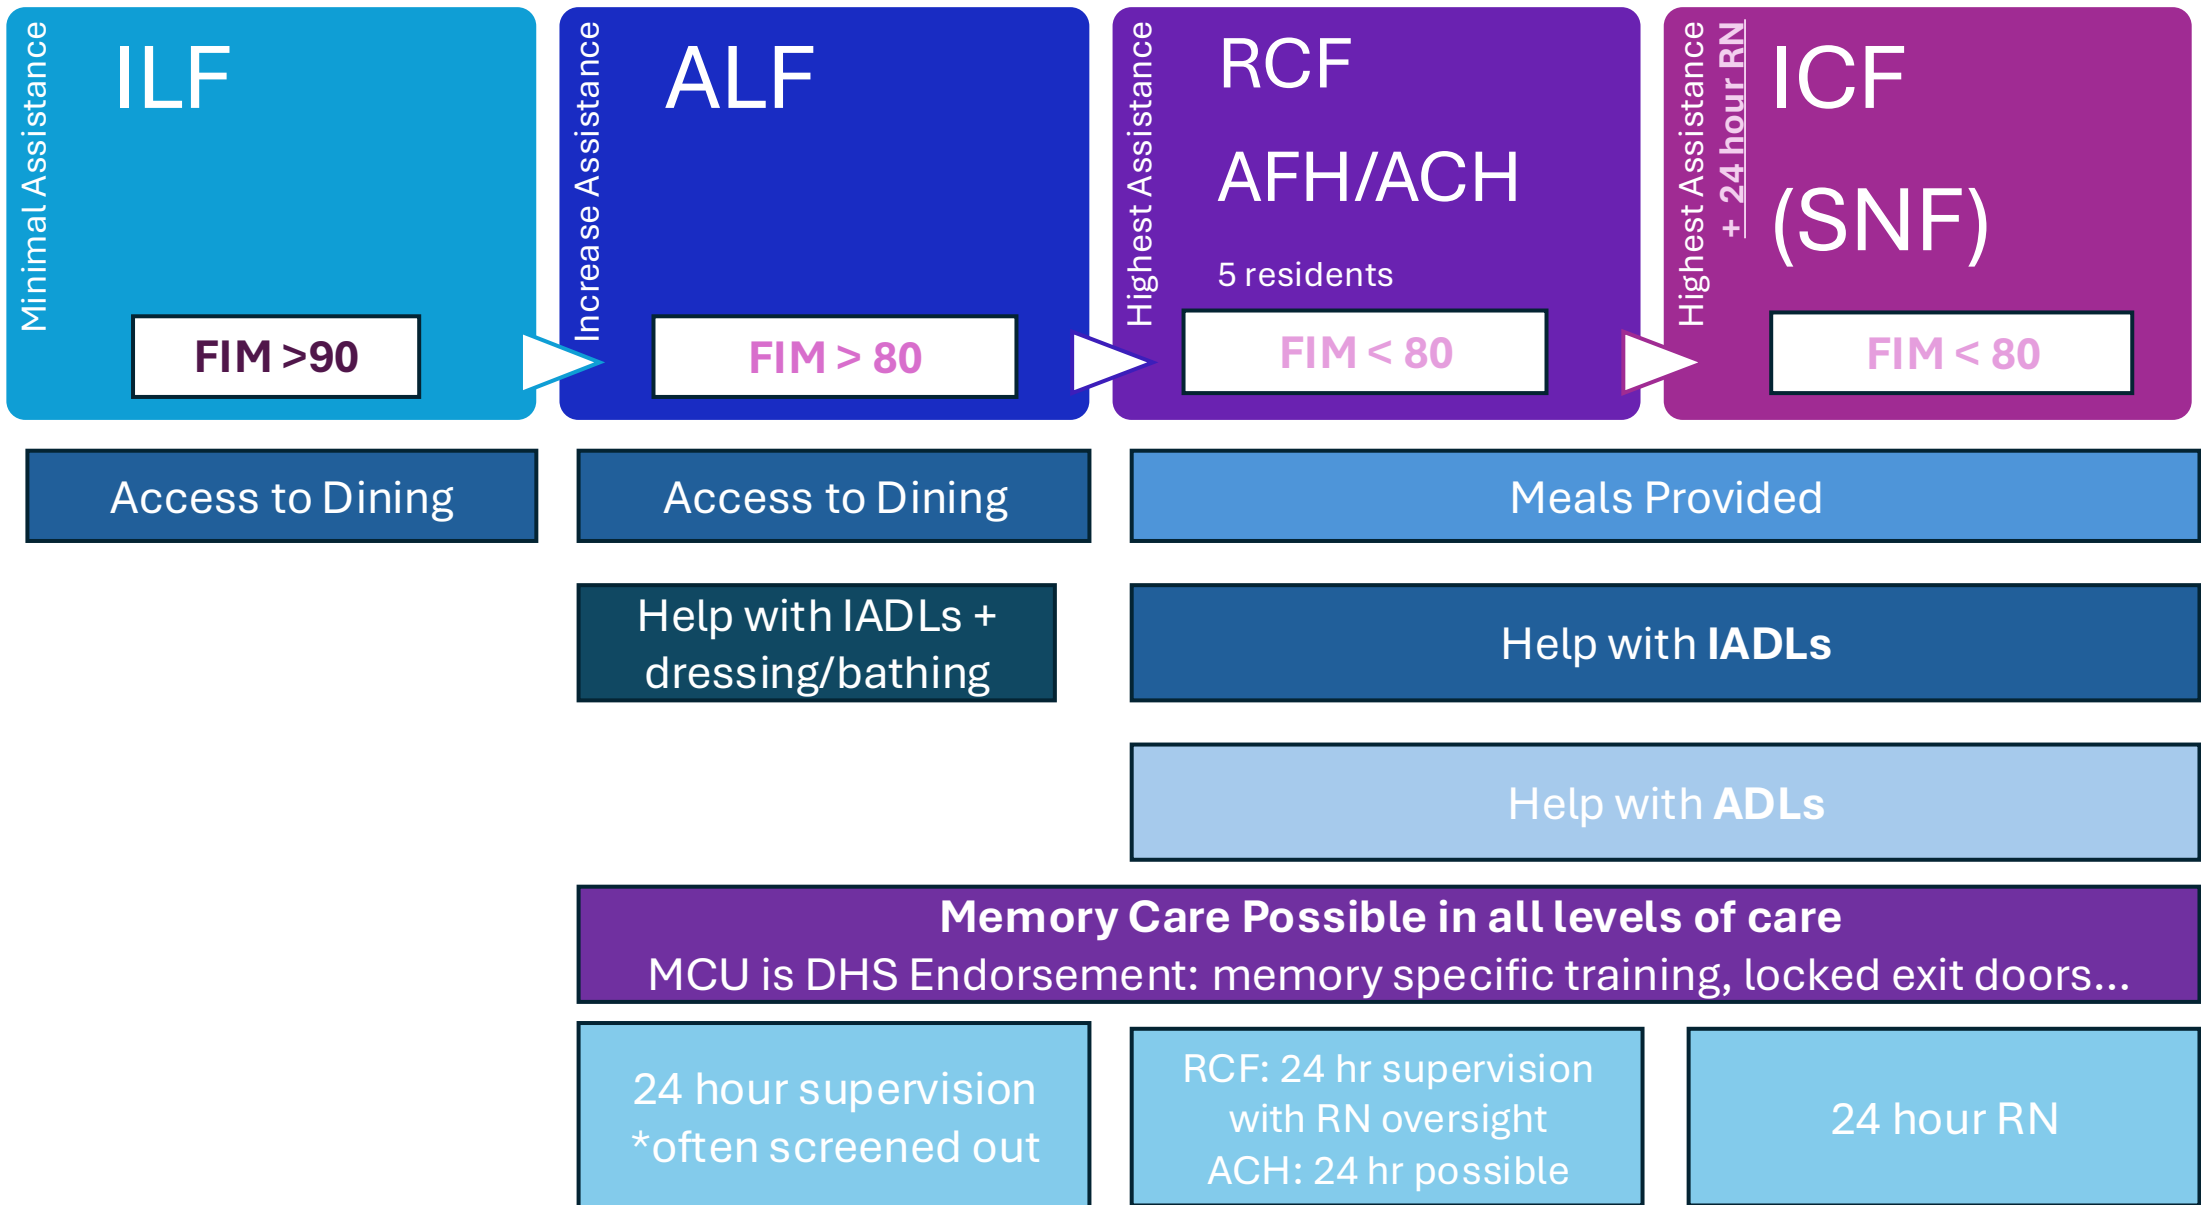 Minimal Assistance
ILF
FIM >90
Increase Assistance
ALF
FIM > 80
Highest Assistance
RCF
AFH/ACH
5 residents
FIM < 80
Highest Assistance
+ 24 hour RN
ICF
(SNF)
FIM < 80
Access to Dining
Access to Dining
Meals Provided
Help with IADLs +
dressing/bathing
Help with IADLs
Help with ADLs
Memory Care Possible in all levels of care
MCU is DHS Endorsement: memory specific training, locked exit doors...
24 hour supervision
*often screened out
RCF: 24 hr supervision
with RN oversight
ACH: 24 hr possible
24 hour RN